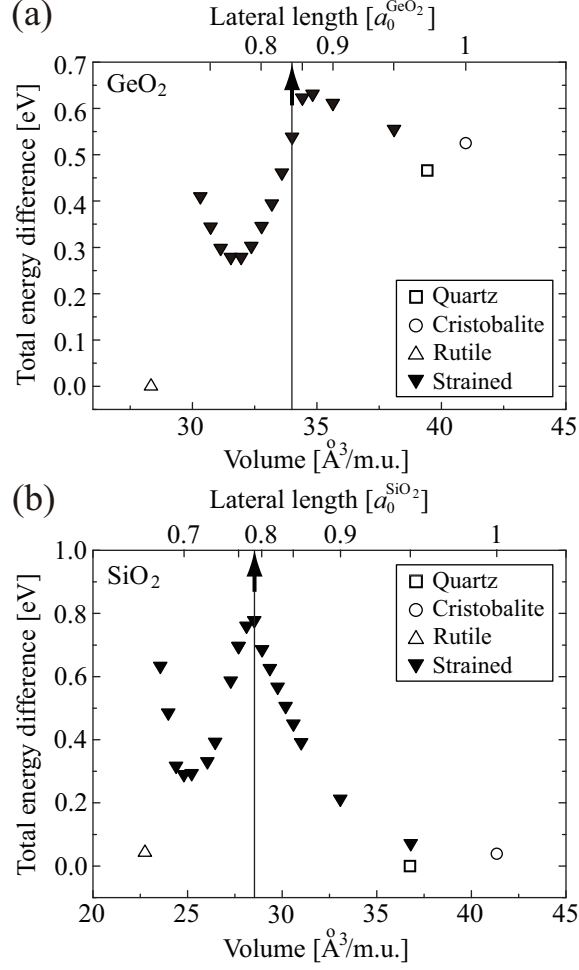 (a)
Lateral length [a₀^GeO₂]
0.8 0.9 1
GeO₂
0.7
0.6
0.5
0.4
0.3
0.2
0.1
0.0
Total energy difference [eV]
Quartz
Cristobalite
Rutile
Strained
30 35 40 45
Volume [Å³/m.u.]
(b)
Lateral length [a₀^SiO₂]
0.7 0.8 0.9 1
SiO₂
1.0
0.8
0.6
0.4
0.2
0.0
Total energy difference [eV]
Quartz
Cristobalite
Rutile
Strained
20 25 30 35 40 45
Volume [Å³/m.u.]